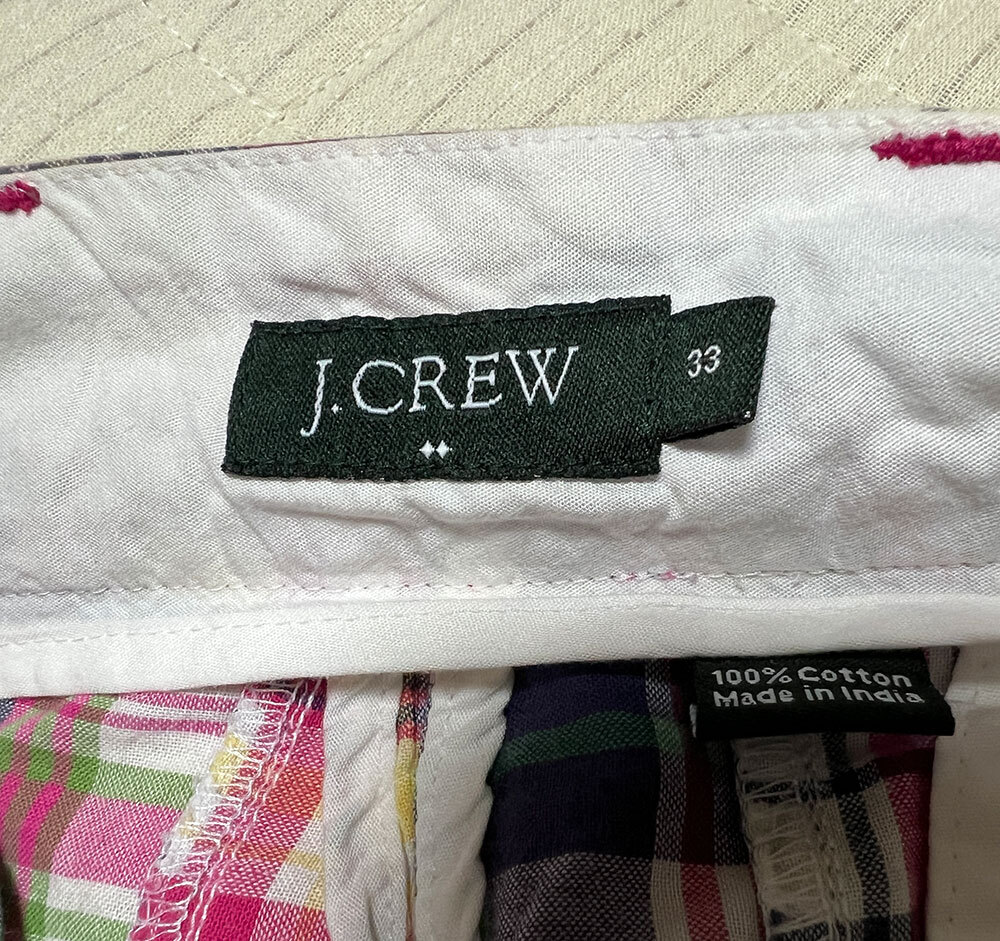 J.CREW
33
100% Cotton
Made in India